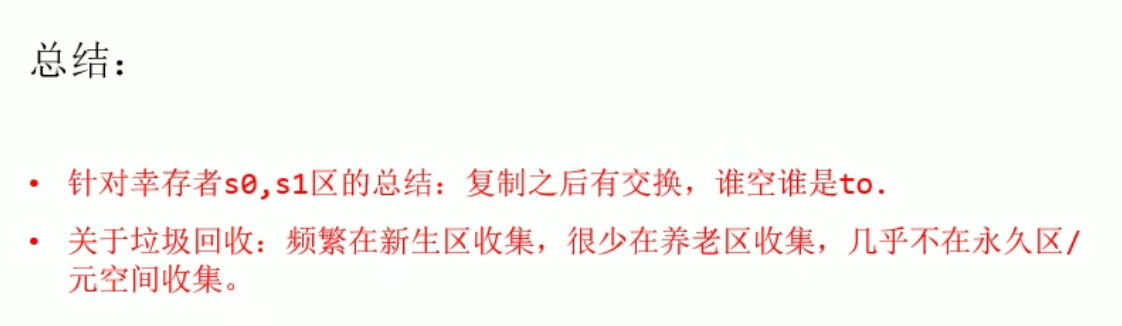 总结：
• 针对幸存者s0,s1区的总结：复制之后有交换，谁空谁是to.
• 关于垃圾回收：频繁在新生区收集，很少在养老区收集，几乎不在永久区/
元空间收集。